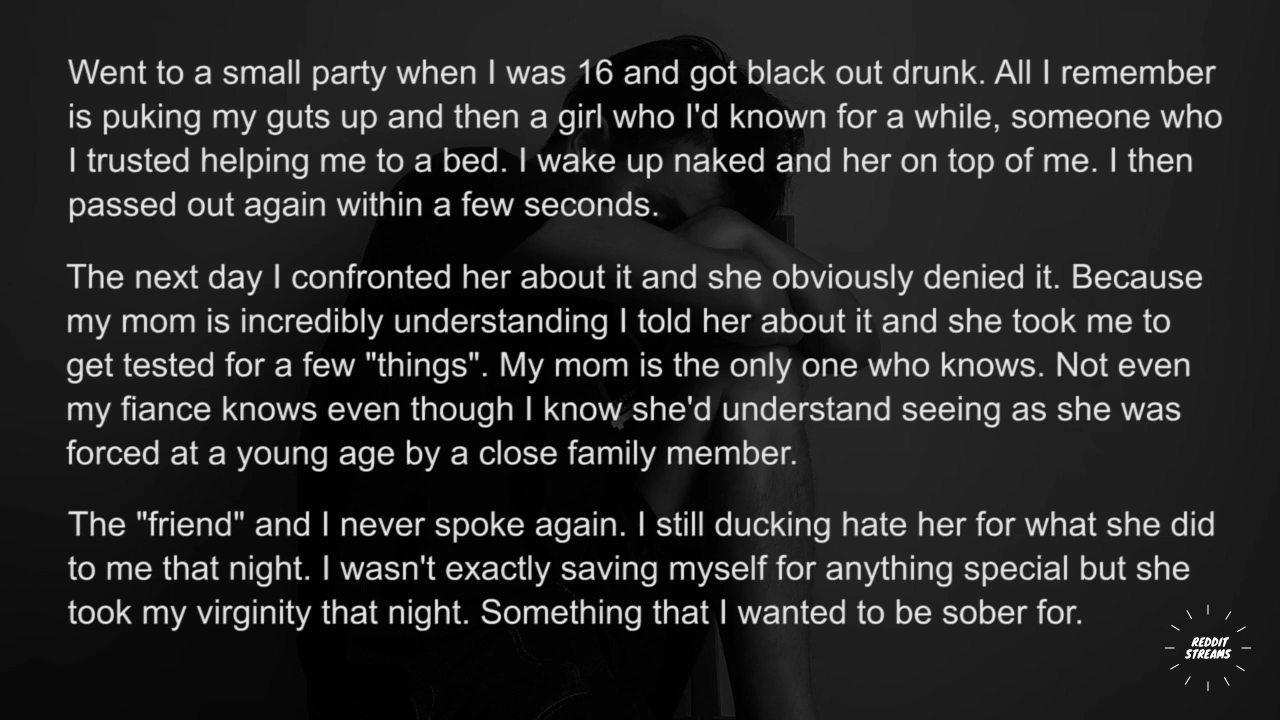 Went to a small party when I was 16 and got black out drunk. All I remember
is puking my guts up and then a girl who I'd known for a while, someone who
I trusted helping me to a bed. I wake up naked and her on top of me. I then
passed out again within a few seconds.
The next day I confronted her about it and she obviously denied it. Because
my mom is incredibly understanding I told her about it and she took me to
get tested for a few "things". My mom is the only one who knows. Not even
my fiance knows even though I know she'd understand seeing as she was
forced at a young age by a close family member.
The "friend" and I never spoke again. I still ducking hate her for what she did
to me that night. I wasn't exactly saving myself for anything special but she
took my virginity that night. Something that I wanted to be sober for.
REDDIT
STREAMS